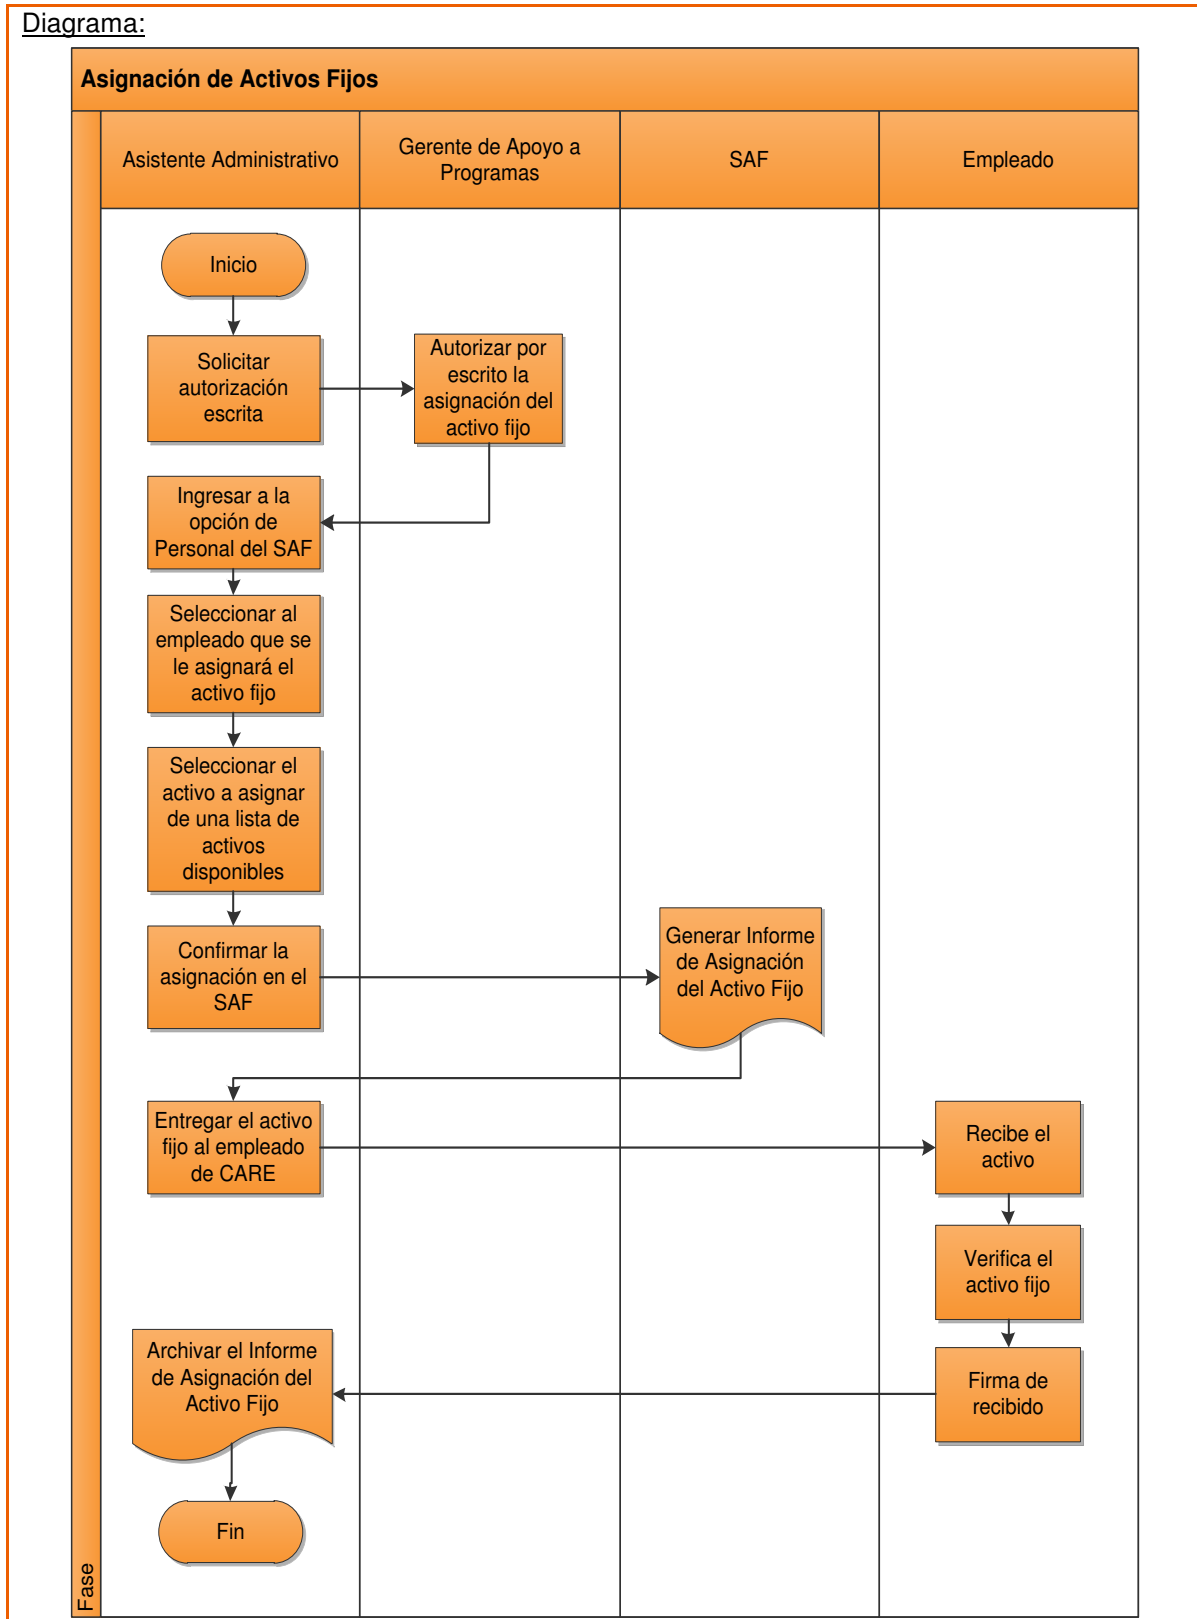 Diagrama:
Asignación de Activos Fijos
Asistente Administrativo
Gerente de Apoyo a
Programas
SAF
Empleado
Inicio
Solicitar
autorización
escrita
Autorizar por
escrito la
asignación del
activo fijo
Ingresar a la
opción de
Personal del SAF
Seleccionar al
empleado que se
le asignará el
activo fijo
Seleccionar el
activo a asignar
de una lista de
activos
disponibles
Confirmar la
asignación en el
SAF
Generar Informe
de Asignación
del Activo Fijo
Entregar el activo
fijo al empleado
de CARE
Recibe el
activo
Verifica el
activo fijo
Firma de
recibido
Archivar el Informe
de Asignación del
Activo Fijo
Fin
Fase